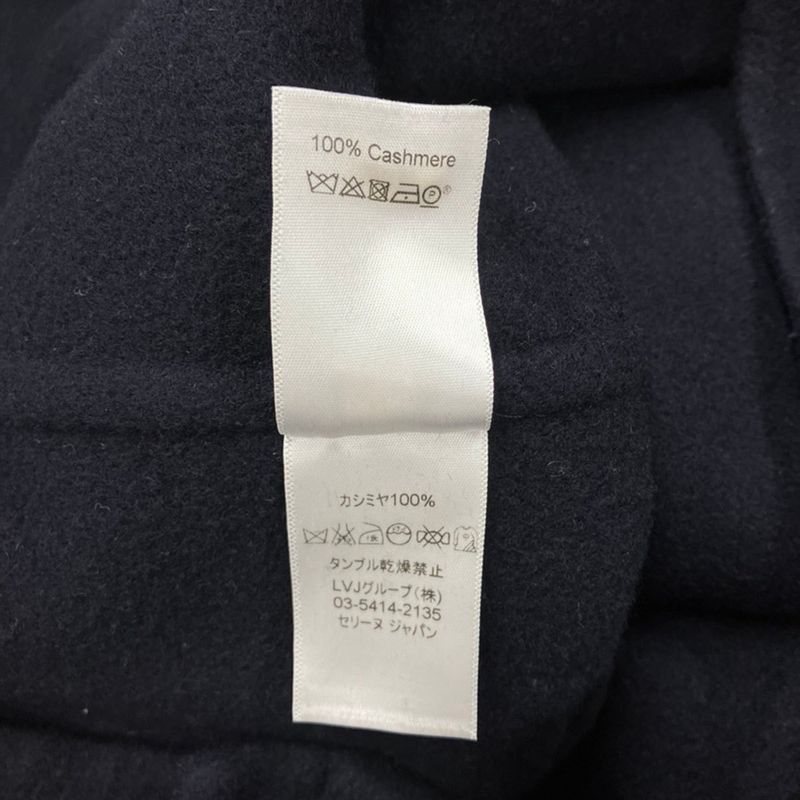 100% Cashmere
P ®
カシミヤ100%
タンブル乾燥禁止
LVJグループ(株)
03-5414-2135
セリーヌ ジャパン